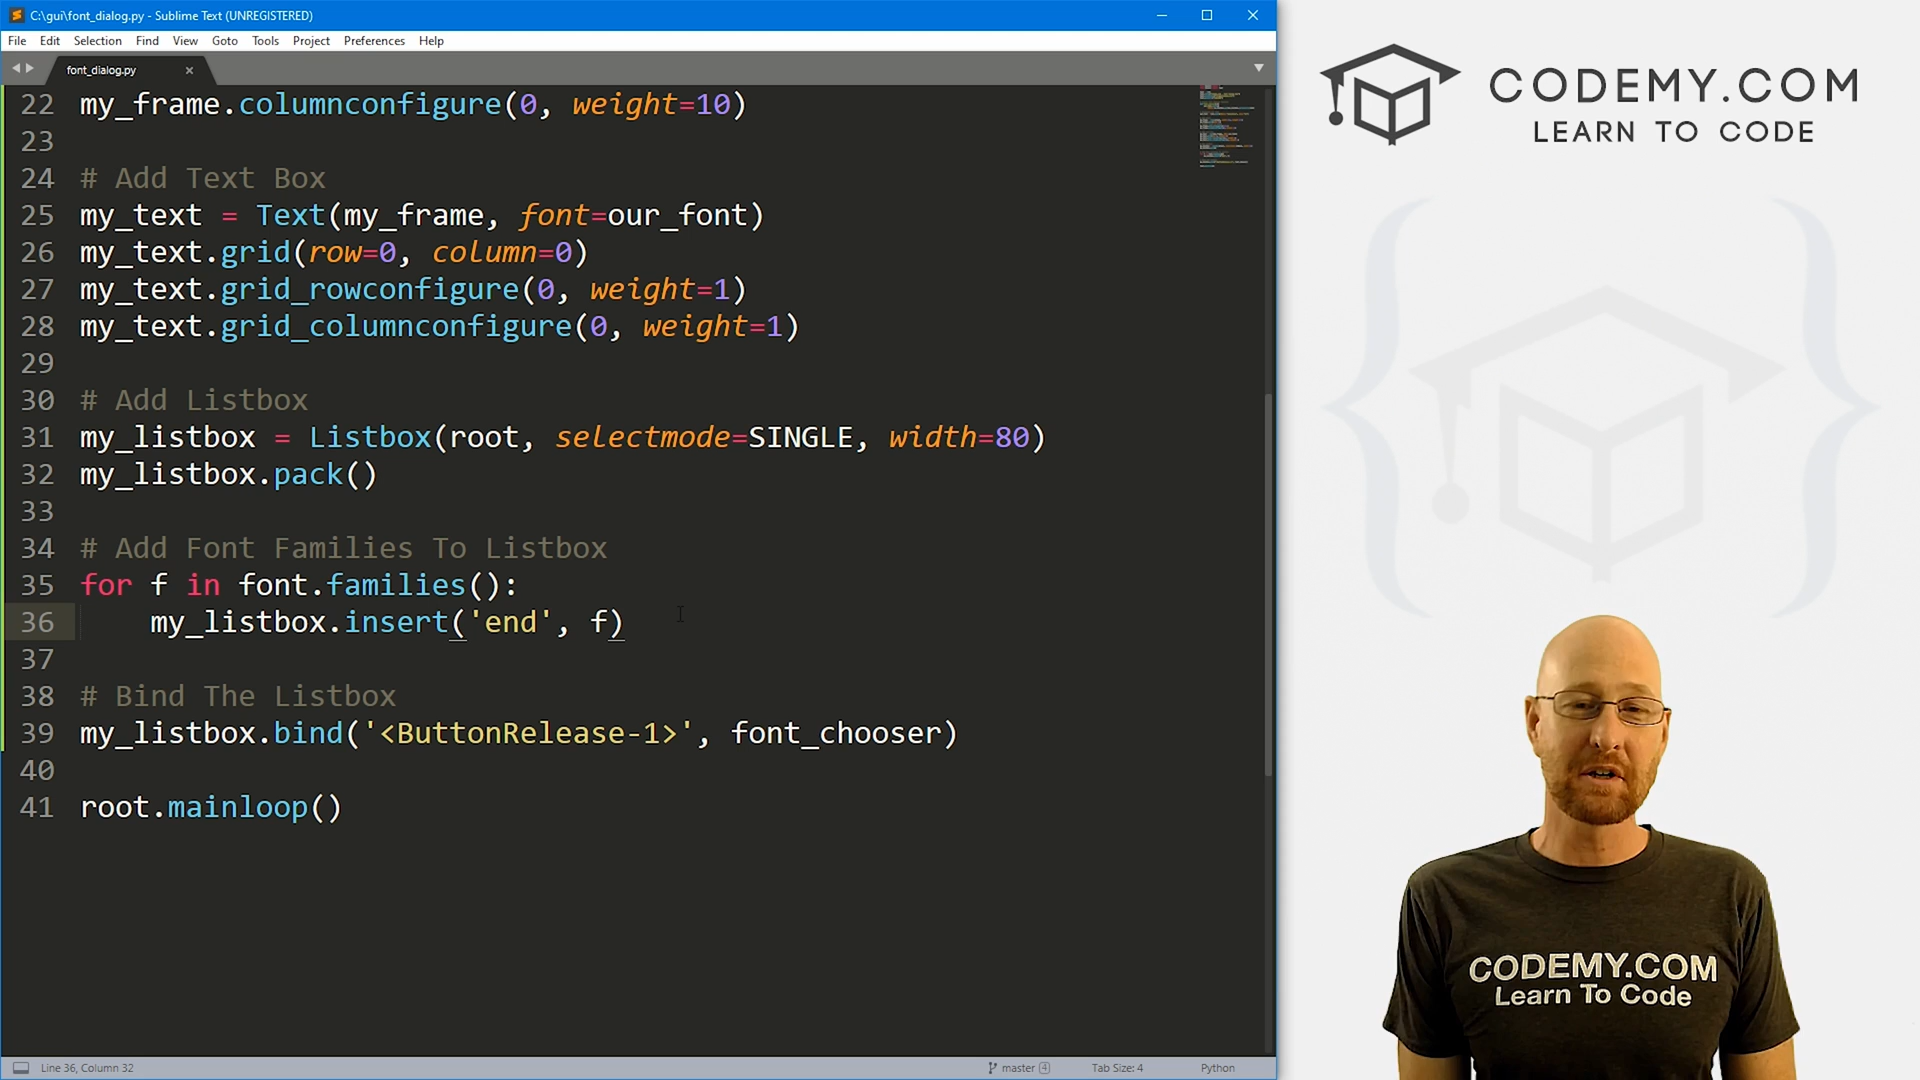 C:\gui\font_dialog.py - Sublime Text (UNREGISTERED)
File Edit Selection Find View Goto Tools Project Preferences Help
font_dialog.py
22 my_frame.columnconfigure(0, weight=10)
23
24 # Add Text Box
25 my_text = Text(my_frame, font=our_font)
26 my_text.grid(row=0, column=0)
27 my_text.grid_rowconfigure(0, weight=1)
28 my_text.grid_columnconfigure(0, weight=1)
29
30 # Add Listbox
31 my_listbox = Listbox(root, selectmode=SINGLE, width=80)
32 my_listbox.pack()
33
34 # Add Font Families To Listbox
35 for f in font.families():
36     my_listbox.insert('end', f)
37
38 # Bind The Listbox
39 my_listbox.bind('<ButtonRelease-1>', font_chooser)
40
41 root.mainloop()
Line 36, Column 32
master 4
Tab Size: 4
Python
CODEMY.COM
LEARN TO CODE
CODEMY.COM
Learn To Code